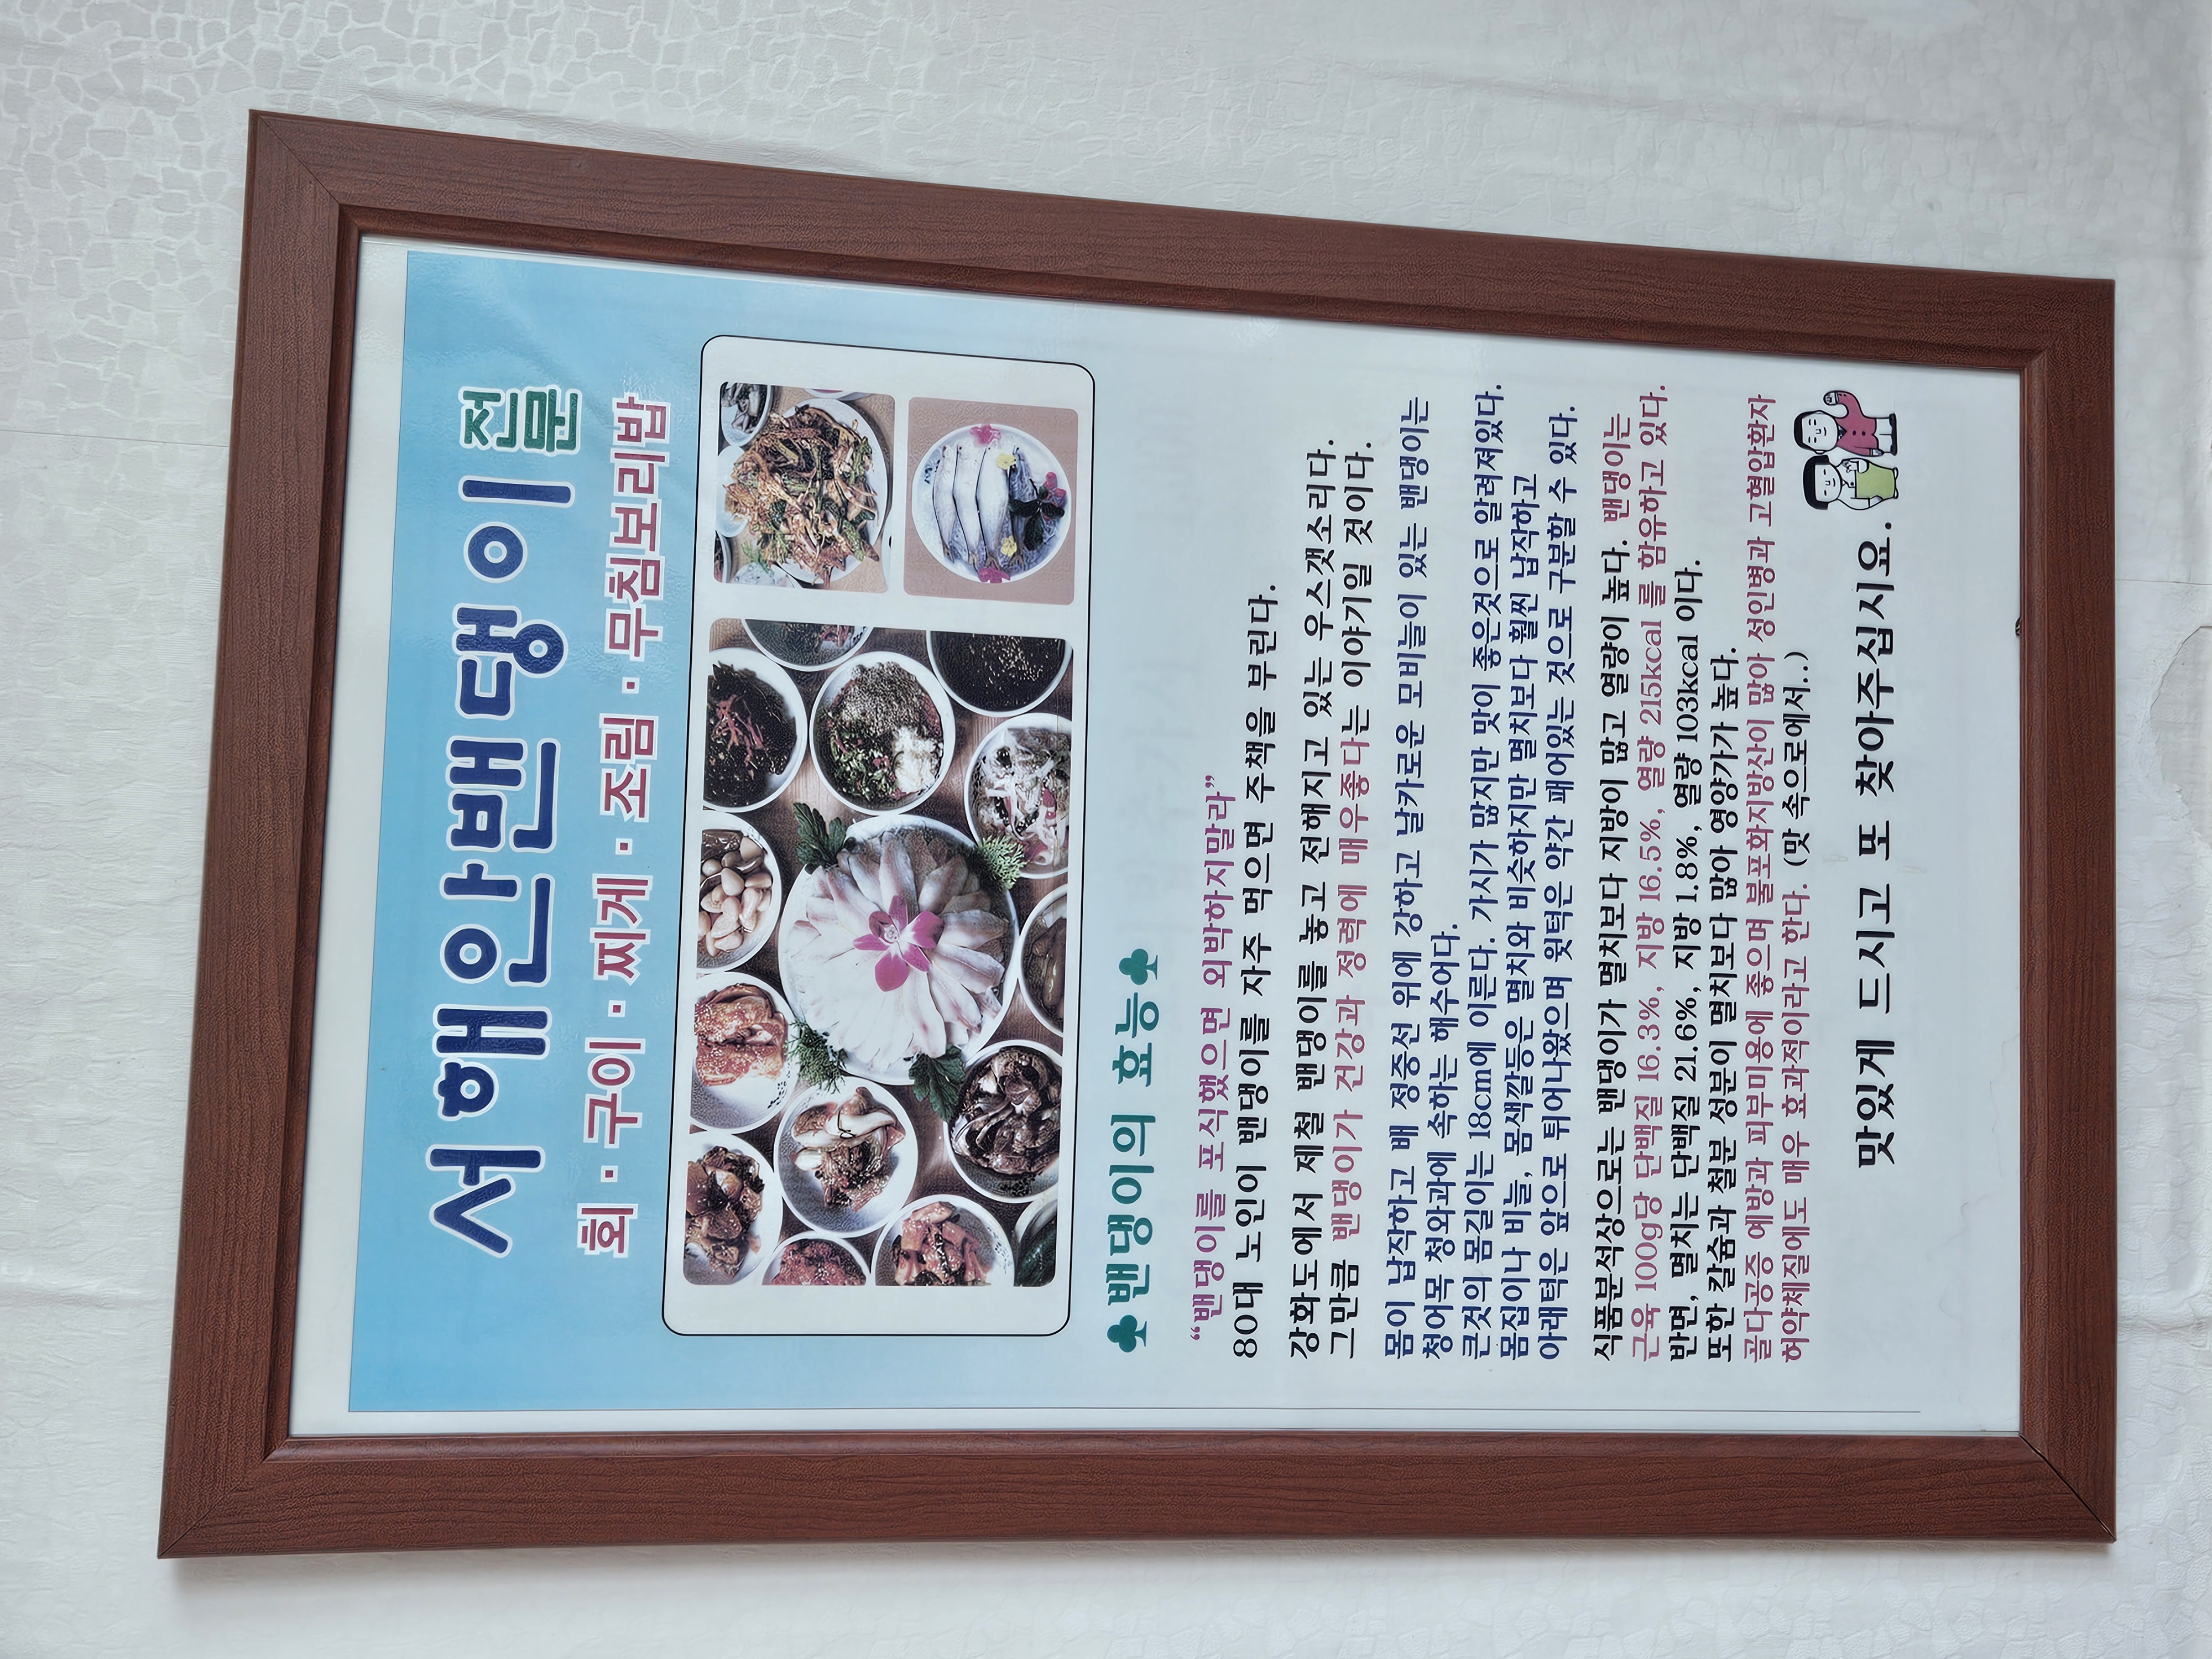 서해안밴댕이 전문
회 · 구이 · 찌게 · 조림 · 무침보리밥
♣밴댕이의 효능♣
“밴댕이를 포식했으면 외박하지말라”
80대 노인이 밴댕이를 자주 먹으면 주책을 부린다.
강화도에서 제철 밴댕이를 놓고 전해지고 있는 우스갯소리다.
그만큼 밴댕이가 건강과 정력에 매우좋다는 이야기일 것이다.
몸이 납작하고 배 정중선 위에 강하고 날카로운 모비늘이 있는 밴댕이는
청어목 청와과에 속하는 해수어다.
큰것의 몸길이는 18cm에 이른다. 가시가 많지만 맛이 좋은것으로 알려져있다.
몸집이나 비늘, 몸색깔등은 멸치와 비슷하지만 멸치보다 훨씬 납작하고
아래턱은 앞으로 튀어나왔으며 윗턱은 약간 패어있는 것으로 구분할 수 있다.
식품분석상으로는 밴댕이가 멸치보다 지방이 많고 열량이 높다. 밴댕이는
근육 100g당 단백질 16.3%, 지방 16.5%, 열량 215kcal 를 함유하고 있다.
반면, 멸치는 단백질 21.6%, 지방 1.8%, 열량 103kcal 이다.
또한 칼슘과 철분 성분이 멸치보다 많아 영양가가 높다.
골다공증 예방과 피부미용에 좋으며 불포화지방산이 많아 성인병과 고혈압환자
허약체질에도 매우 효과적이라고 한다. (맛 속으로에서..)
맛있게 드시고 또 찾아주십시요.